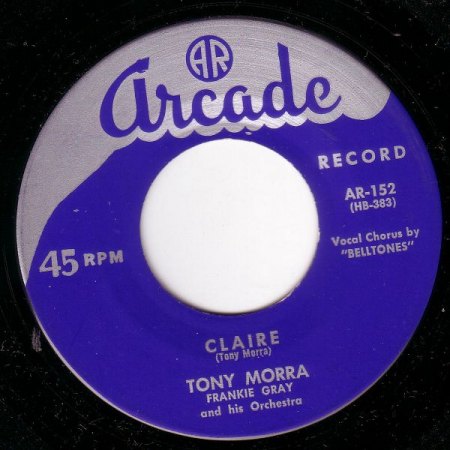 AR
Arcade
RECORD
AR-152
(HB-383)
Vocal Chorus by
"BELLTONES"
45 RPM
CLAIRE
(Tony Morra)
TONY MORRA
FRANKIE GRAY
and his Orchestra